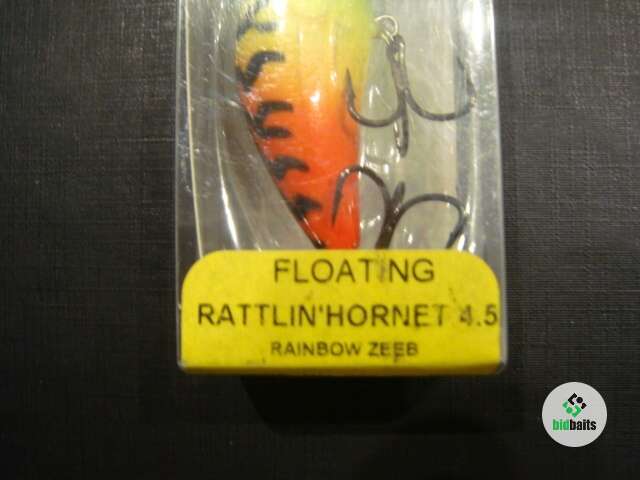 FLOATING
RATTLIN'HORNET 4.5
RAINBOW ZEEB
bidbaits